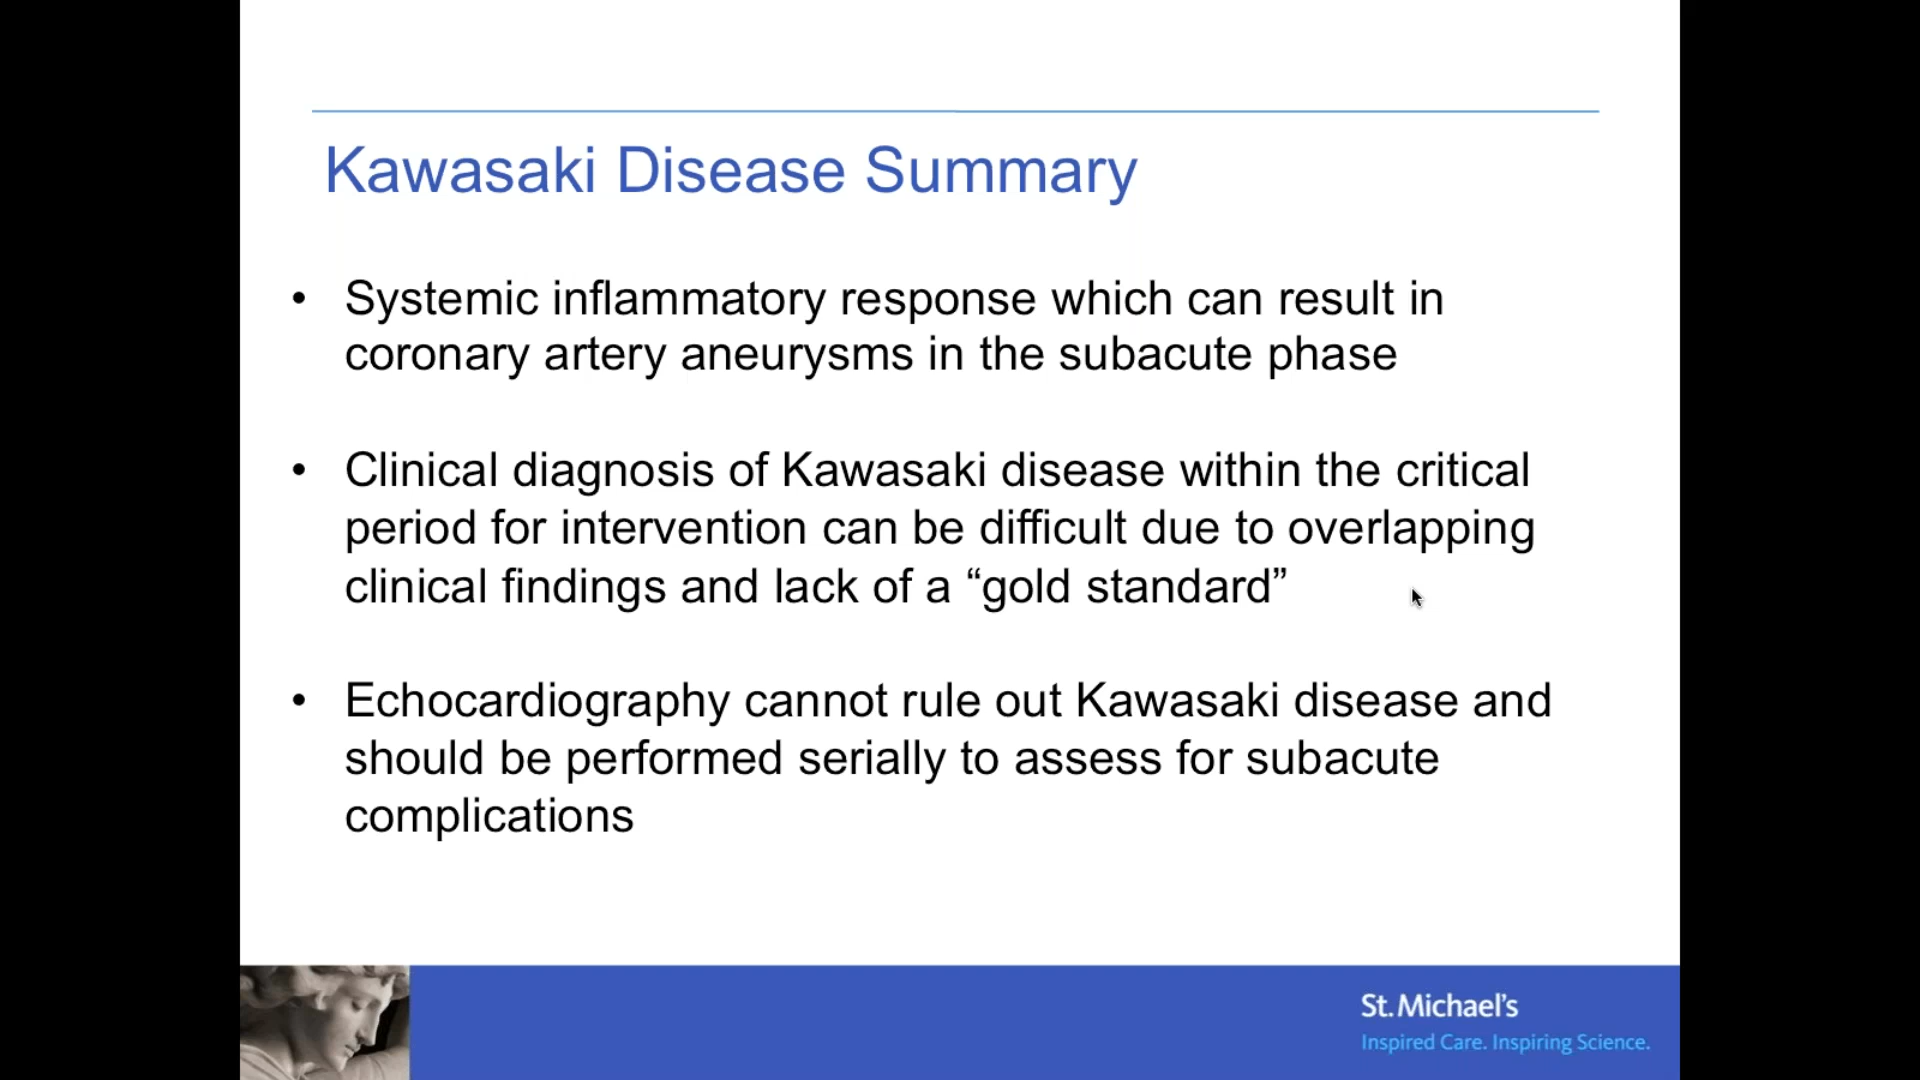 Kawasaki Disease Summary
• Systemic inflammatory response which can result in
coronary artery aneurysms in the subacute phase
• Clinical diagnosis of Kawasaki disease within the critical
period for intervention can be difficult due to overlapping
clinical findings and lack of a “gold standard”
• Echocardiography cannot rule out Kawasaki disease and
should be performed serially to assess for subacute
complications
St. Michael’s
Inspired Care. Inspiring Science.